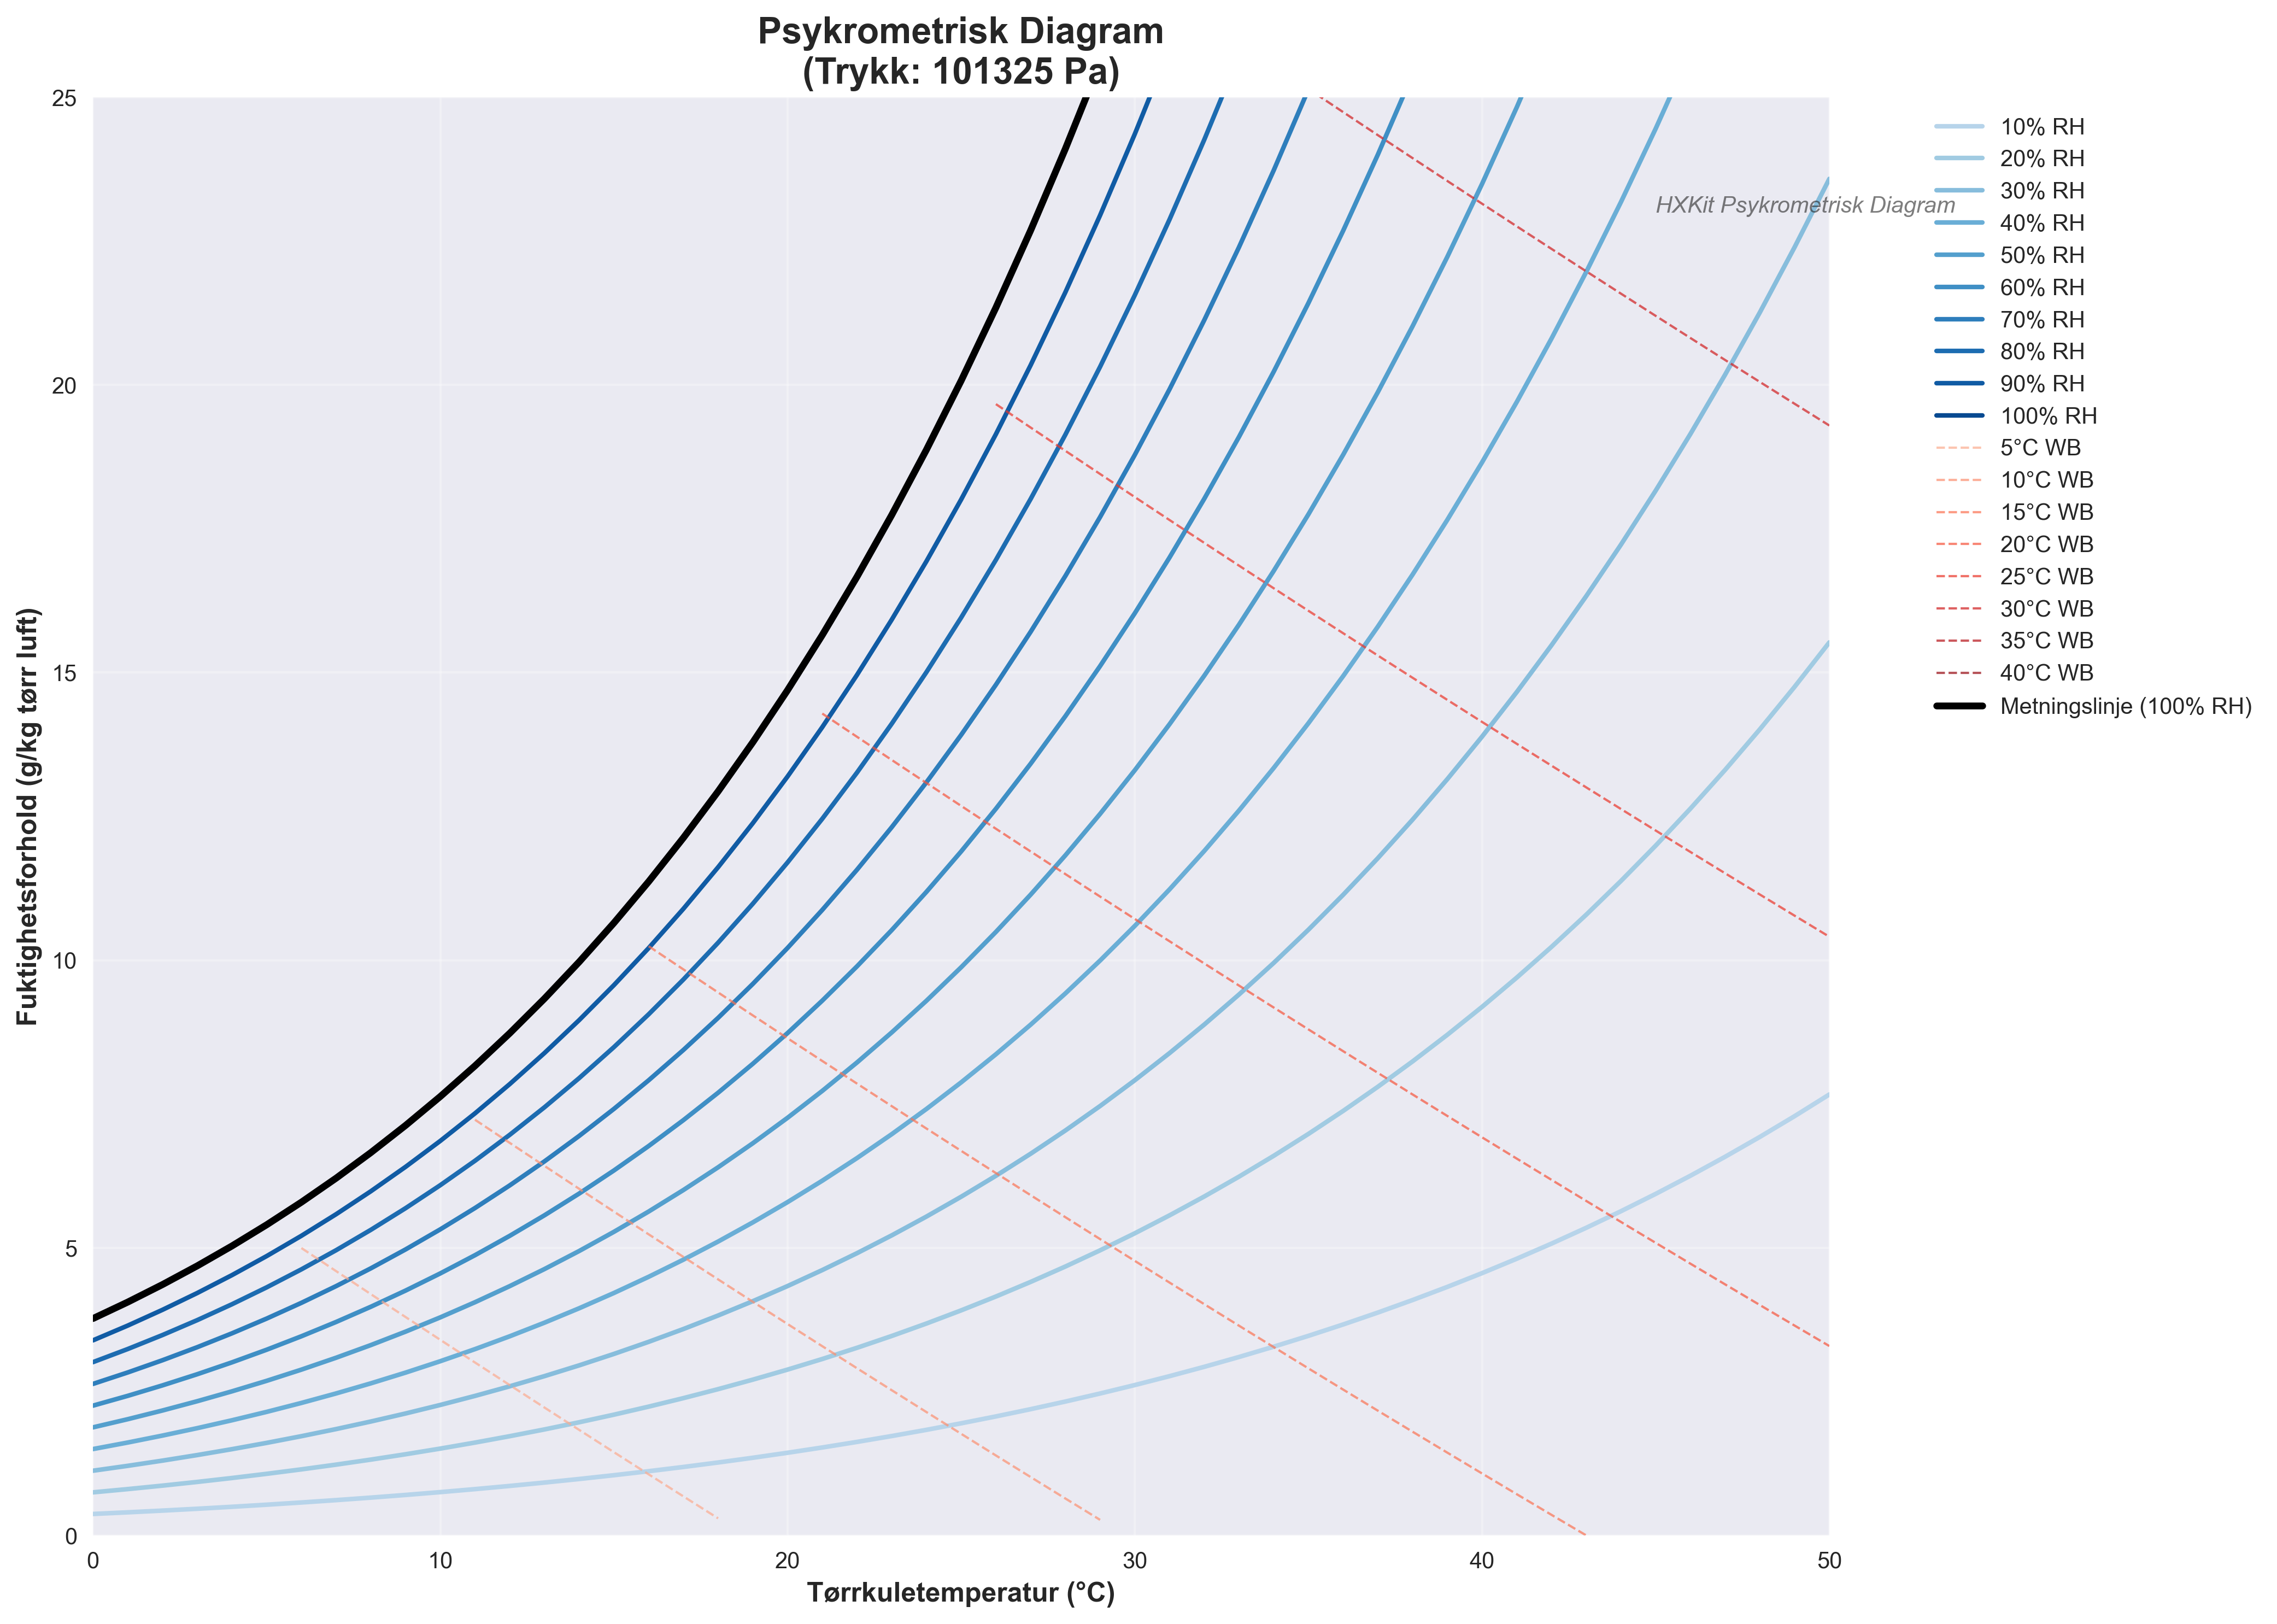 Psykrometrisk Diagram
(Trykk: 101325 Pa)
25
20
15
10
5
0
Fuktighetsforhold (g/kg tørr luft)
0
10
20
30
40
50
Tørrkuletemperatur (°C)
HXKit Psykrometrisk Diagram
10% RH
20% RH
30% RH
40% RH
50% RH
60% RH
70% RH
80% RH
90% RH
100% RH
5°C WB
10°C WB
15°C WB
20°C WB
25°C WB
30°C WB
35°C WB
40°C WB
Metningslinje (100% RH)